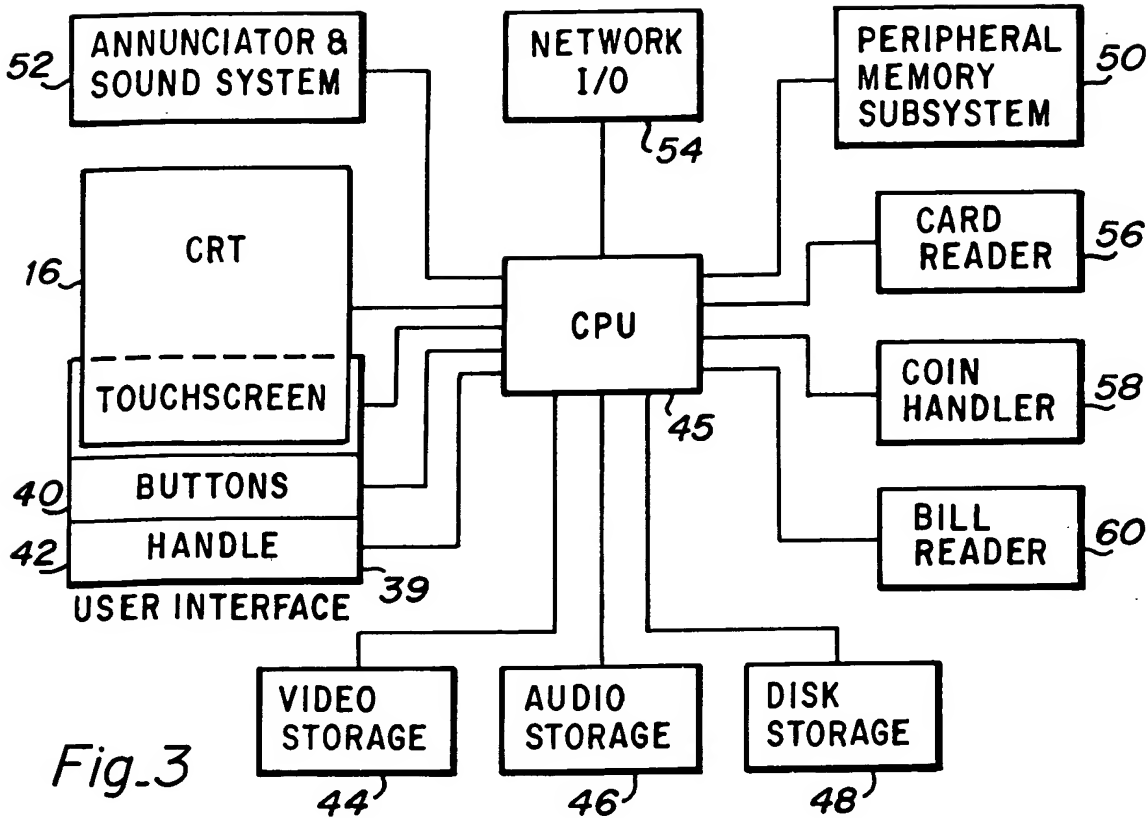 ANNUNCIATOR &
SOUND SYSTEM
52
NETWORK
I/O
54
PERIPHERAL
MEMORY
SUBSYSTEM
50
CRT
16
TOUCHSCREEN
BUTTONS
40
HANDLE
42
39
USER INTERFACE
CPU
45
CARD
READER
56
COIN
HANDLER
58
BILL
READER
60
VIDEO
STORAGE
44
AUDIO
STORAGE
46
DISK
STORAGE
48
Fig_3